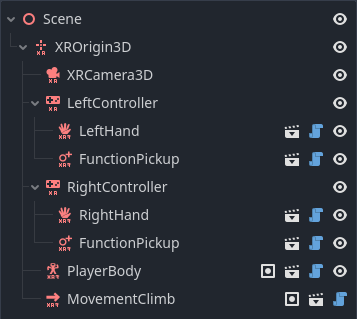 Scene
XROrigin3D
XRCamera3D
LeftController
LeftHand
FunctionPickup
RightController
RightHand
FunctionPickup
PlayerBody
MovementClimb